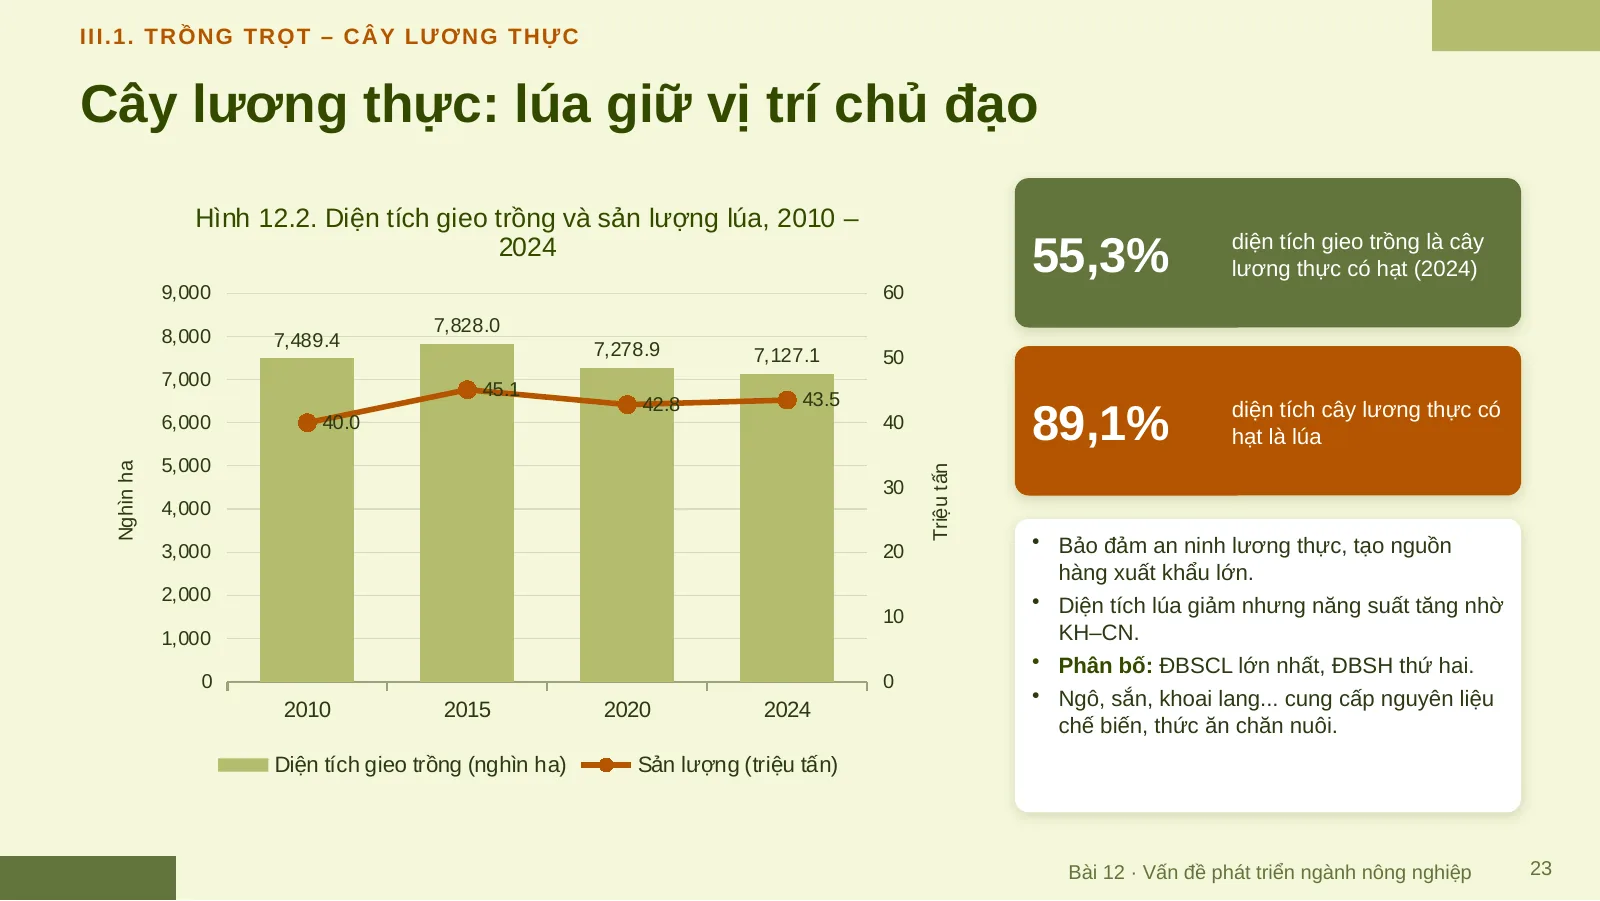 III.1. TRỒNG TRỌT – CÂY LƯƠNG THỰC
Cây lương thực: lúa giữ vị trí chủ đạo
Hình 12.2. Diện tích gieo trồng và sản lượng lúa, 2010 –
2024
9,000
8,000
7,000
6,000
5,000
4,000
3,000
2,000
1,000
0
Nghìn ha
7,489.4
7,828.0
7,278.9
7,127.1
40.0
45.1
42.8
43.5
60
50
40
30
20
10
0
Triệu tấn
2010
2015
2020
2024
Diện tích gieo trồng (nghìn ha)
Sản lượng (triệu tấn)
55,3%
diện tích gieo trồng là cây
lương thực có hạt (2024)
89,1%
diện tích cây lương thực có
hạt là lúa
• Bảo đảm an ninh lương thực, tạo nguồn
hàng xuất khẩu lớn.
• Diện tích lúa giảm nhưng năng suất tăng nhờ
KH–CN.
• Phân bố: ĐBSCL lớn nhất, ĐBSH thứ hai.
• Ngô, sắn, khoai lang... cung cấp nguyên liệu
chế biến, thức ăn chăn nuôi.
Bài 12 · Vấn đề phát triển ngành nông nghiệp
23